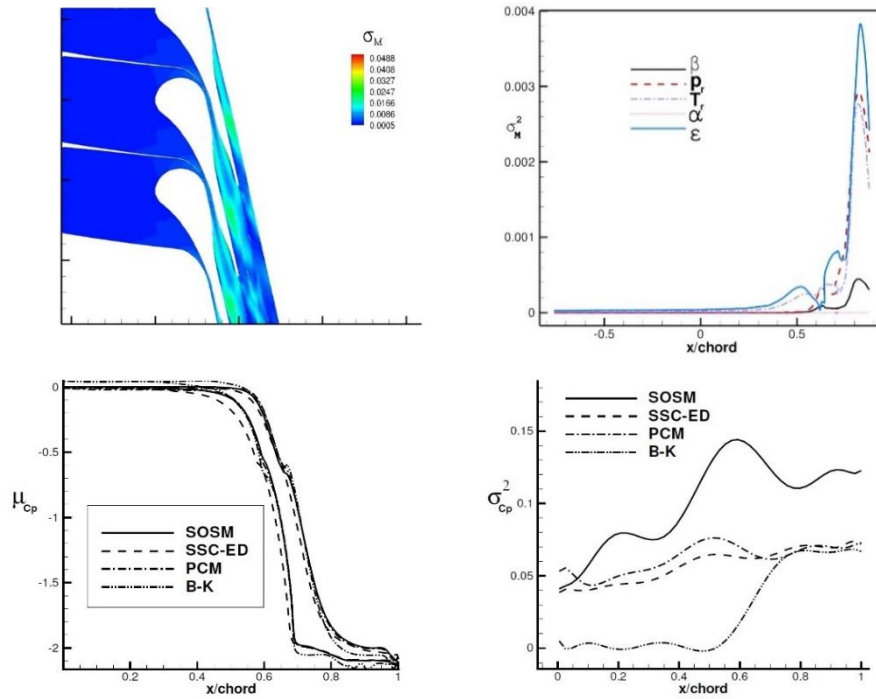 σ_M
0.0488
0.0408
0.0327
0.0247
0.0166
0.0086
0.0005
0.004
0.003
0.002
0.001
0
σ_M^2
β
P_r
T_r
α
ε
-0.5
0
0.5
x/chord
0
-0.5
-1
-1.5
-2
μ_Cp
SOSM
SSC-ED
PCM
B-K
0.2
0.4
0.6
0.8
1
x/chord
0.15
0.1
0.05
0
σ_Cp^2
SOSM
SSC-ED
PCM
B-K
0
0.2
0.4
0.6
0.8
1
x/chord